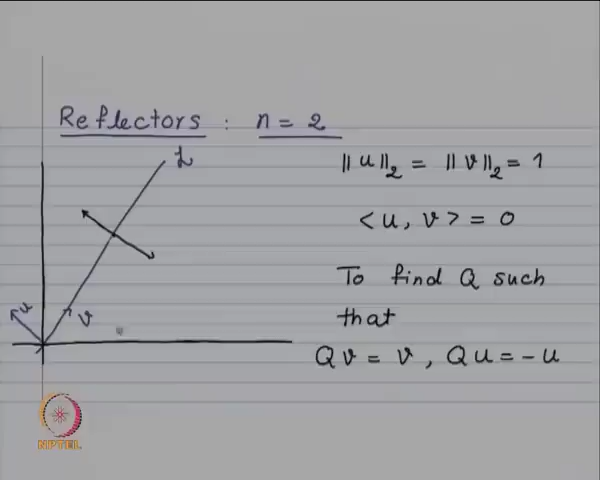 Reflectors : n = 2
L
‖u‖₂ = ‖v‖₂ = 1
<u, v> = 0
To find Q such
that
Qv = v, Qu = -u
u
v
NPTEL